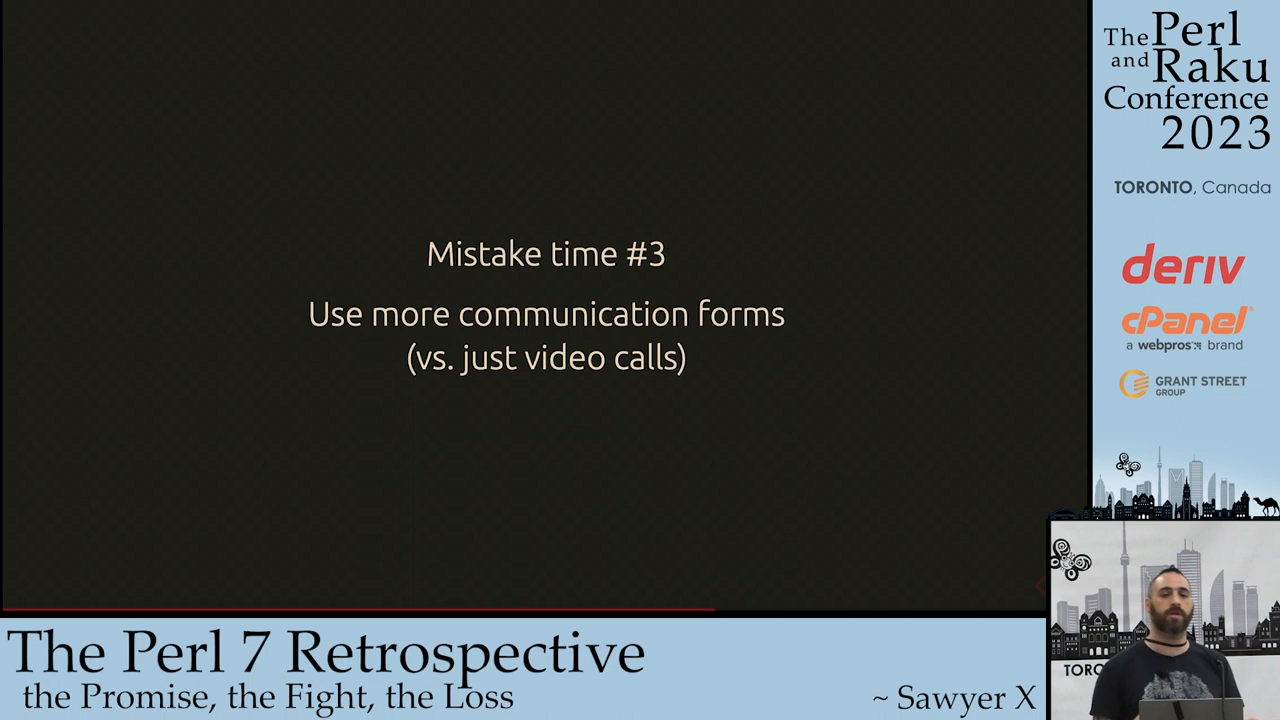 Mistake time #3
Use more communication forms
(vs. just video calls)
The Perl
and Raku
Conference
2023
TORONTO, Canada
deriv
cPanel®
a webpros brand
GRANT STREET
GROUP
TORO
The Perl 7 Retrospective
the Promise, the Fight, the Loss
~ Sawyer X